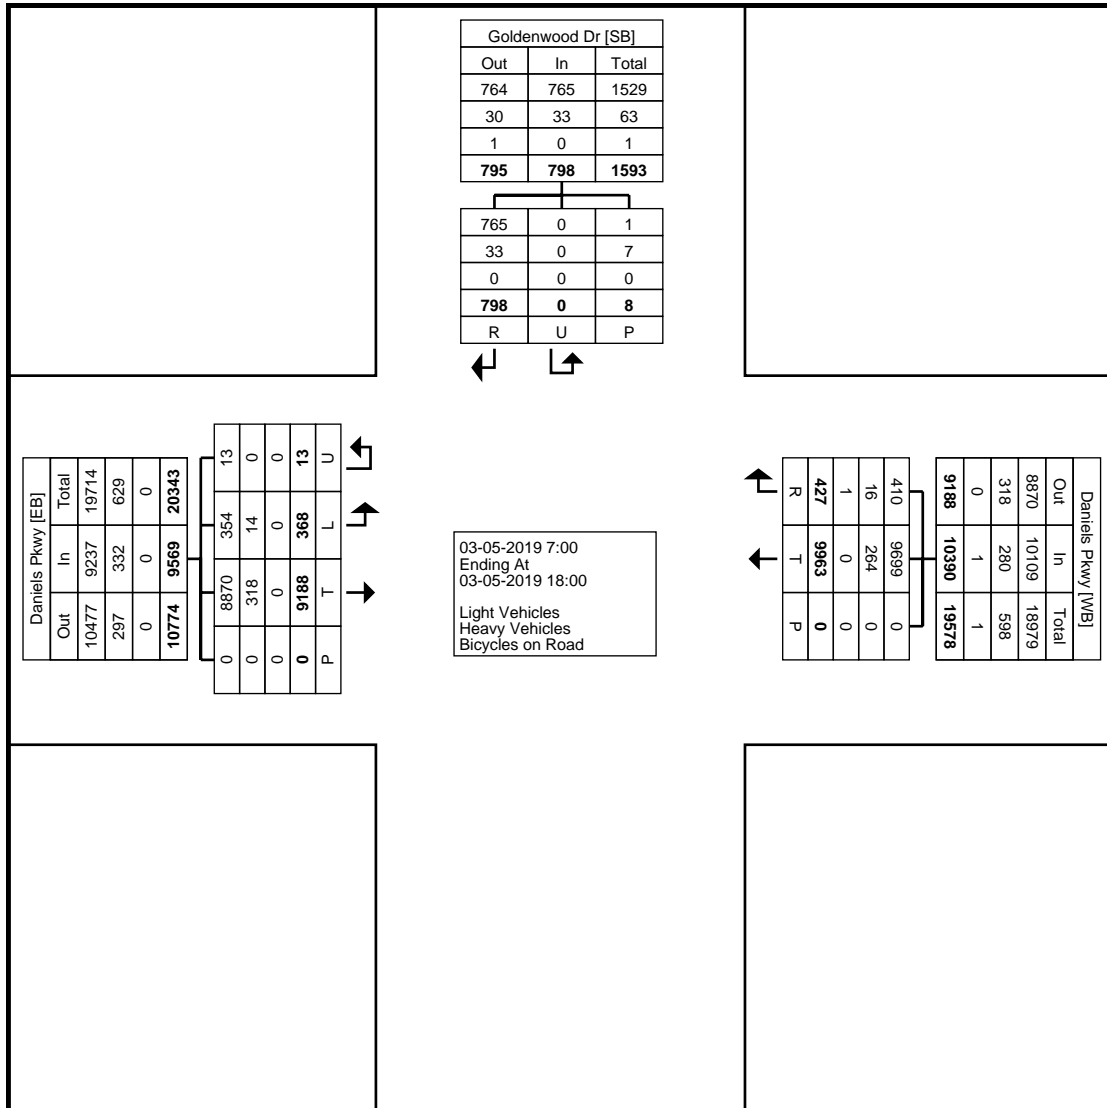 Goldenwood Dr [SB]
Out In Total
764 765 1529
30 33 63
1 0 1
795 798 1593
765 0 1
33 0 7
0 0 0
798 0 8
R U P
Daniels Pkwy [EB]
Out In Total
10477 9237 19714
297 332 629
0 0 0
10774 9569 20343
0 8870 354 13
0 318 14 0
0 0 0 0
0 9188 368 13
P T L U
03-05-2019 7:00
Ending At
03-05-2019 18:00
Light Vehicles
Heavy Vehicles
Bicycles on Road
Daniels Pkwy [WB]
Out In Total
8870 10109 18979
318 280 598
0 1 1
9188 10390 19578
410 9699 0
16 264 0
1 0 0
427 9963 0
R T P